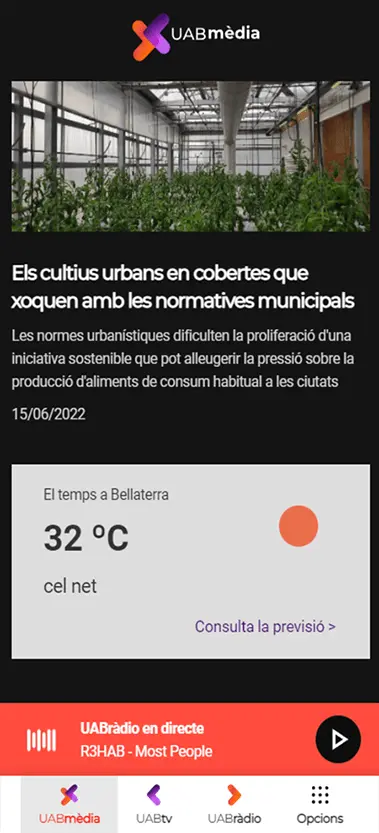 UABmèdia
Els cultius urbans en cobertes que
xoquen amb les normatives municipals
Les normes urbanístiques dificulten la proliferació d'una
iniciativa sostenible que pot alleugerir la pressió sobre la
producció d'aliments de consum habitual a les ciutats
15/06/2022
El temps a Bellaterra
32 ºC
cel net
Consulta la previsió >
UABràdio en directe
R3HAB - Most People
UABmèdia
UABtv
UABràdio
Opcions